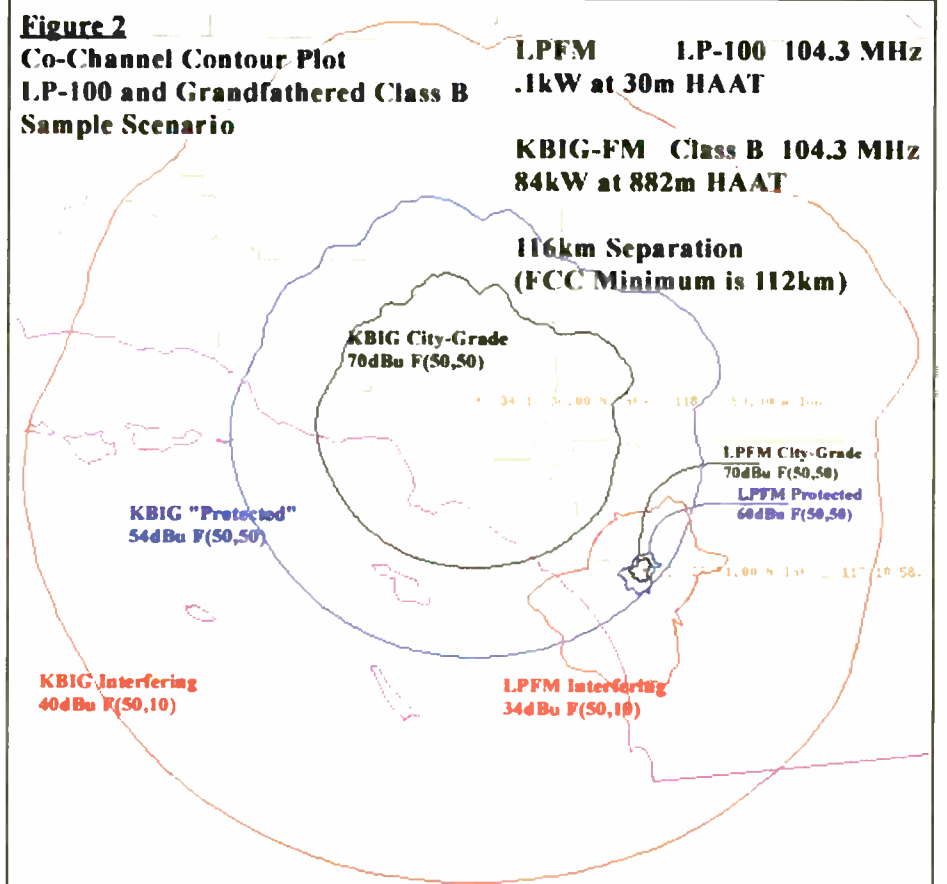 Figure 2
Co-Channel Contour Plot
LP-100 and Grandfathered Class B
Sample Scenario
LPFM LP-100 104.3 MHz
.1kW at 30m HAAT
KBIG-FM Class B 104.3 MHz
84kW at 882m HAAT
116km Separation
(FCC Minimum is 112km)
KBIG City-Grade
70dBu F(50,50)
LPFM City-Grade
70dBu F(50,50)
LPFM Protected
60dBu F(50,50)
KBIG "Protected"
54dBu F(50,50)
KBIG Interfering
40dBu F(50,10)
LPFM Interfering
34dBu F(50,10)